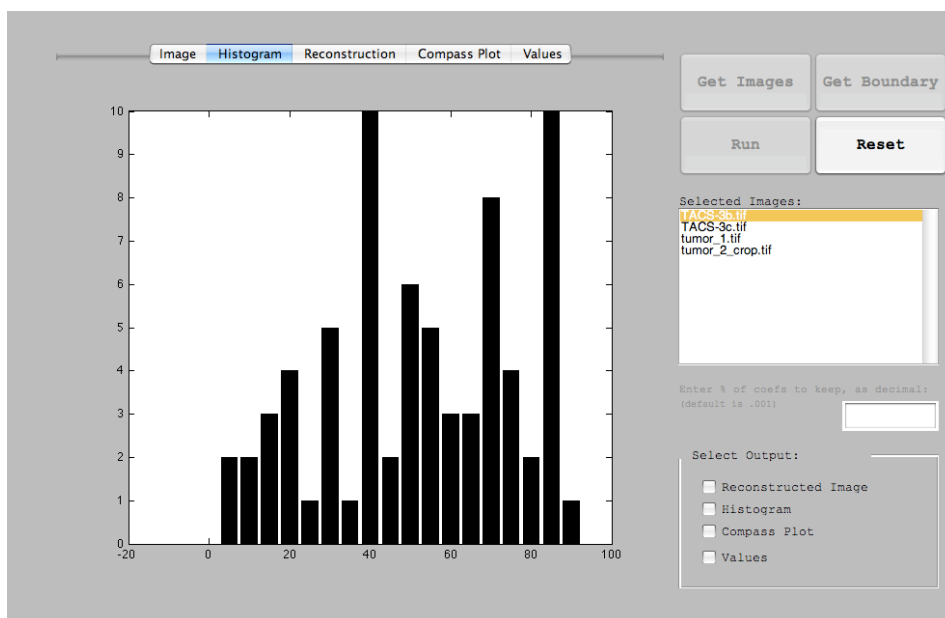 Image Histogram Reconstruction Compass Plot Values
Get Images Get Boundary
Run Reset
10
9
8
7
6
5
4
3
2
1
0
-20 0 20 40 60 80 100
Selected Images:
TACS-3b.tif
TACS-3c.tif
tumor_1.tif
tumor_2_crop.tif
Enter % of coefs to keep, as decimal:
(default is .001)
Select Output:
Reconstructed Image
Histogram
Compass Plot
Values